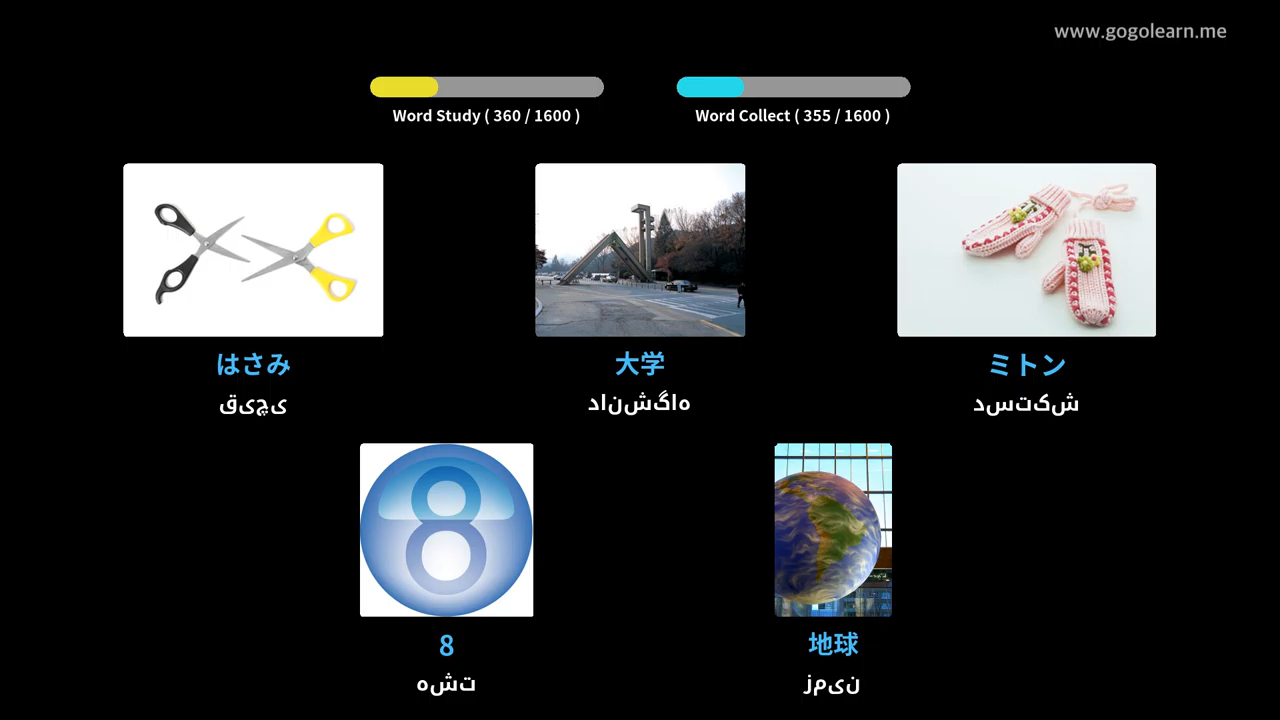 www.gogolearn.me
Word Study ( 360 / 1600 )
Word Collect ( 355 / 1600 )
はさみ
قیچی
大学
دانشگاه
ミトン
دستکش
8
هشت
地球
زمین